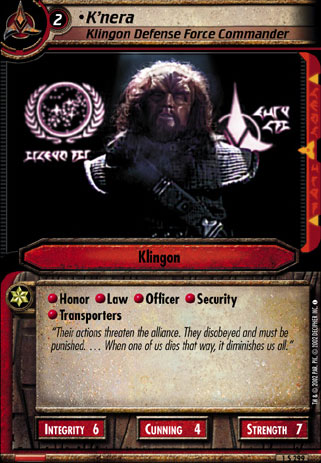 2 • K'nera
Klingon Defense Force Commander
Klingon
Honor Law Officer Security
Transporters
"Their actions threaten the alliance. They disobeyed and must be
punished. … When one of us dies that way, it diminishes us all."
TM & © 2002 PAR. PIC. © 2002 DECIPHER INC.
INTEGRITY 6 CUNNING 4 STRENGTH 7
1 S 299